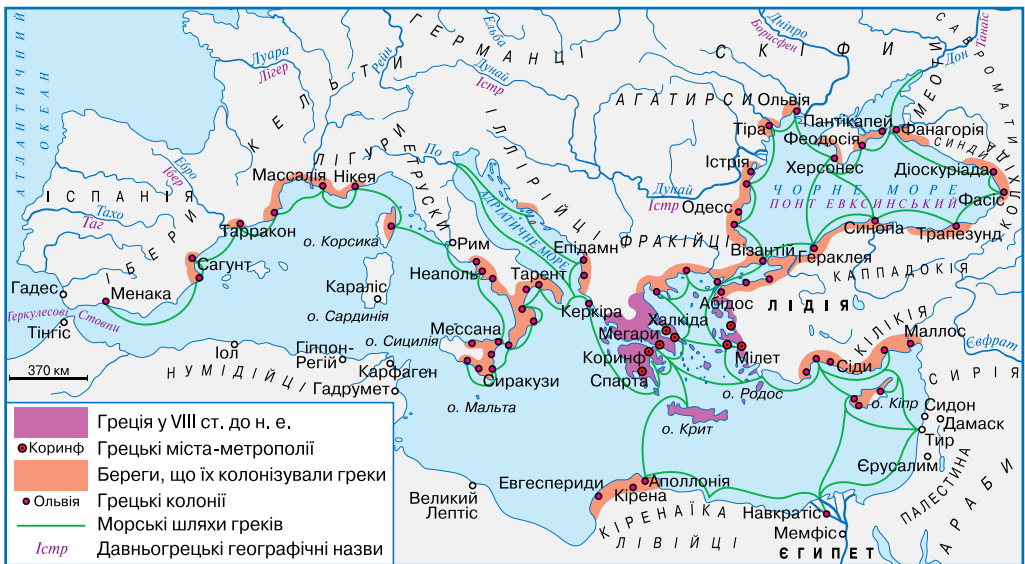 АТЛАНТИЧНИЙ
ОКЕАН
ГЕРМАНЦІ
СКІФИ
САВРОМАТИ
КЕЛЬТИ
Луара
Лігер
Рейн
Ельба
Дунай
Істр
Дніпро
Борисфен
Танаїс
Дон
АГАТИРСИ
Ольвія
Тіра
Пантікапей
МЕОТИ
Феодосія
Фанагорія
СИНДИ
Херсонес
Діоскуріада
КОЛХИ
Фасіс
Істрія
Дунай
Істр
Одесс
ЧОРНЕ МОРЕ
ПОНТ ЕВКСИНСЬКИЙ
Синопа
Трапезунд
ЛІГУРИ
ЕТРУСКИ
ІЛЛІРІЙЦІ
По
АДРІАТИЧНЕ МОРЕ
Массалія
Нікея
Ебро
Ібер
ІСПАНІЯ
Тахо
Таг
ІБЕРИ
Тарракон
Сагунт
о. Корсика
Рим
Епідамн
ФРАКІЙЦІ
Візантій
Гераклея
КАППАДОКІЯ
Гадес
Менака
Геркулесові Стовпи
Тінгіс
Караліс
о. Сардинія
Неаполь
Тарент
Керкіра
Абідос
ЛІДІЯ
Халкіда
Мегари
Коринф
Спарта
Мілет
КІЛІКІЯ
Маллос
Євфрат
Мессана
о. Сицилія
Сиракузи
Іол
Гіппон-
Регій
Карфаген
Гадрумет
НУМІДІЙЦІ
о. Мальта
Сіди
о. Родос
о. Кіпр
СИРІЯ
Сидон
Дамаск
Тир
о. Крит
Єрусалим
ПАЛЕСТИНА
АРАБИ
Великий
Лептіс
Евгеспериди
Аполлонія
Кірена
КІРЕНАЇКА
ЛІВІЙЦІ
Навкратіс
Мемфіс
ЄГИПЕТ
370 км
Греція у VIII ст. до н. е.
Коринф Грецькі міста-метрополії
Береги, що їх колонізували греки
Ольвія Грецькі колонії
Морські шляхи греків
Істр Давньогрецькі географічні назви